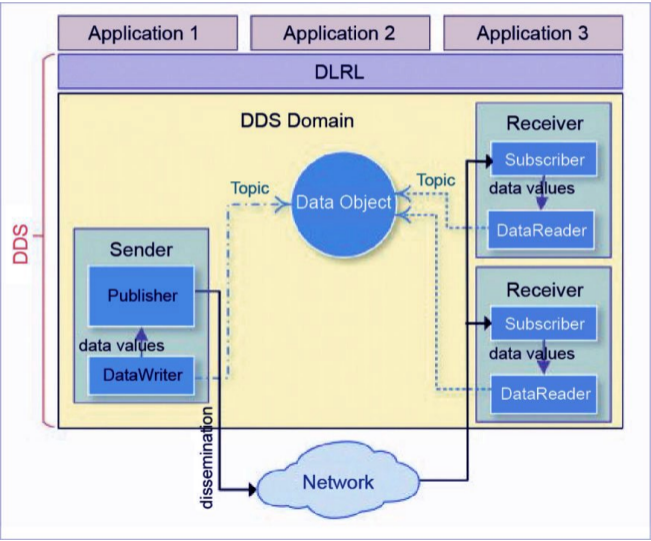 Application 1
Application 2
Application 3
DLRL
DDS
DDS Domain
Topic
Data Object
Topic
Receiver
Subscriber
data values
DataReader
Sender
Publisher
data values
DataWriter
Receiver
Subscriber
data values
DataReader
dissemination
Network